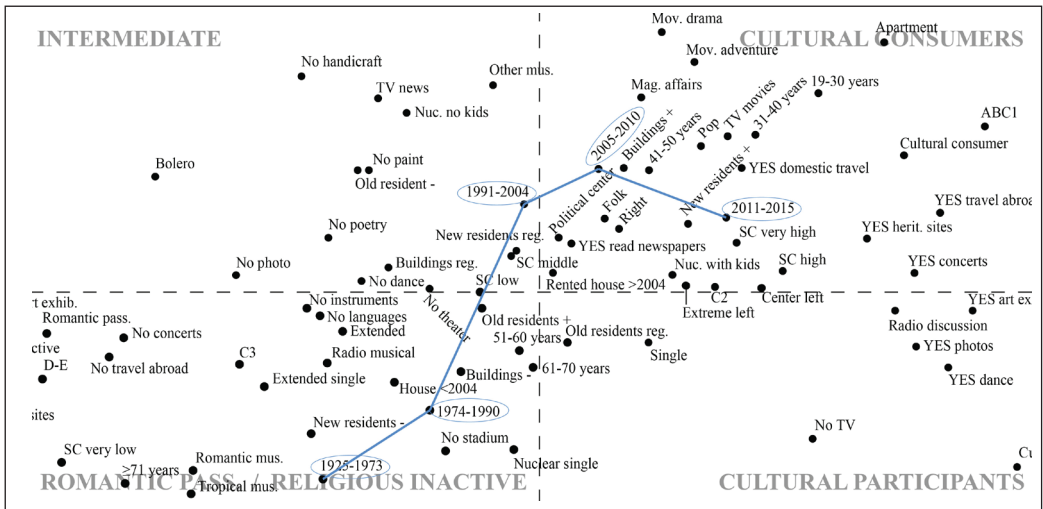 Mov. drama
INTERMEDIATE
CULTURAL CONSUMERS
Apartment
Mov. adventure
No handicraft
Other mus.
TV news
Mag. affairs
19-30 years
Nuc. no kids
2005-2010
Buildings +
41-50 years
Pop
TV movies
31-40 years
ABC1
Cultural consumer
Bolero
No paint
Old resident -
New residents +
YES domestic travel
1991-2004
Political center
Folk
Right
2011-2015
YES travel abroa
No poetry
New residents reg.
YES read newspapers
SC very high
YES herit. sites
No photo
Buildings reg.
SC middle
Nuc. with kids
SC high
YES concerts
No dance
SC low
Rented house >2004
No theater
C2
Center left
Extreme left
rt exhib.
No instruments
YES art ex
Romantic pass.
No languages
Old residents +
Radio discussion
No concerts
Extended
51-60 years
Old residents reg.
ctive
Radio musical
Single
YES photos
D-E
No travel abroad
C3
Extended single
House <2004
Buildings -
61-70 years
YES dance
sites
New residents -
1974-1990
No stadium
No TV
SC very low
Romantic mus.
1925-1973
Nuclear single
Cu
≥71 years
ROMANTIC PASS. / RELIGIOUS INACTIVE
CULTURAL PARTICIPANTS
Tropical mus.